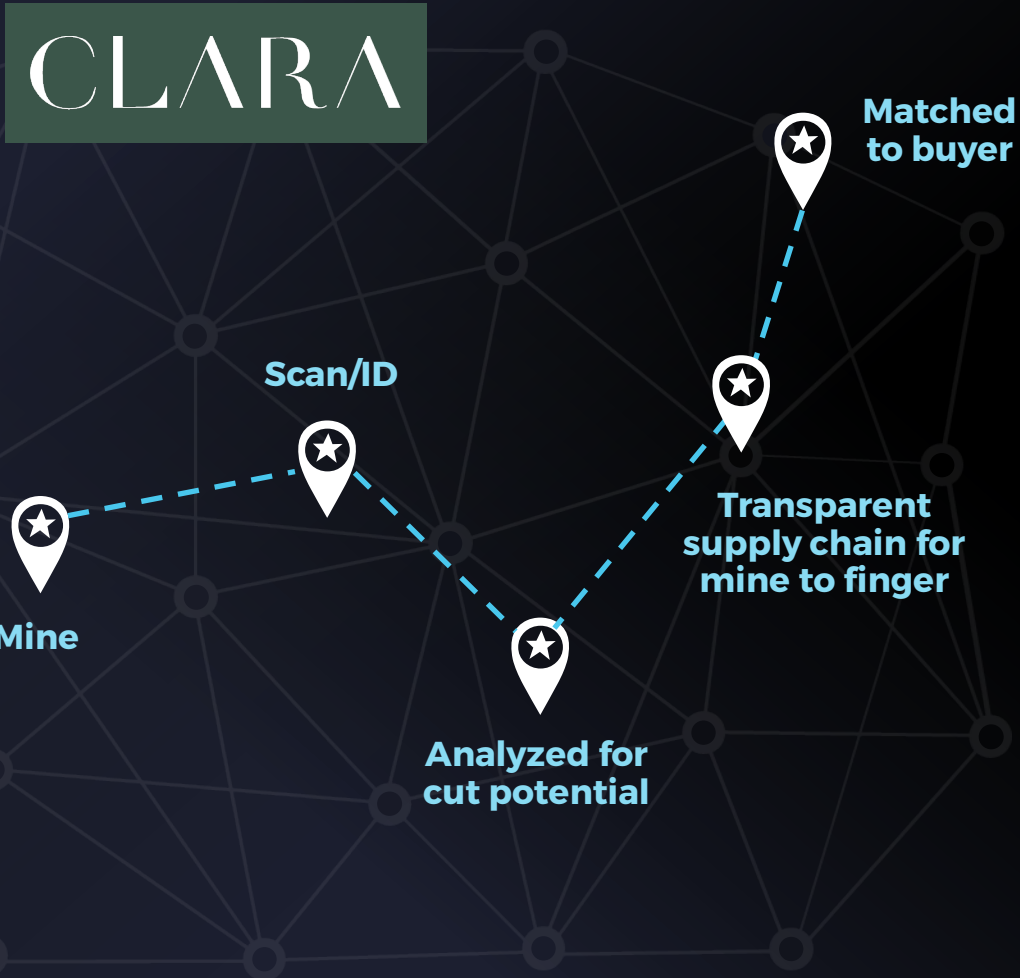 CLARA
Matched
to buyer
Scan/ID
Transparent
supply chain for
mine to finger
Mine
Analyzed for
cut potential